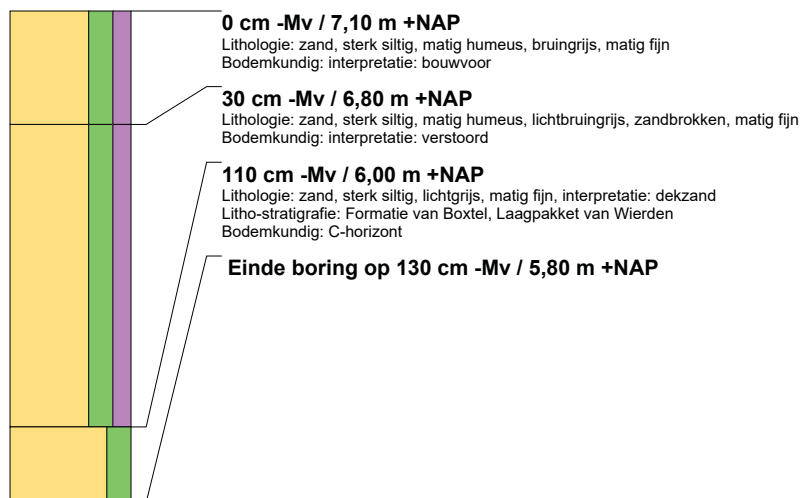 0 cm -Mv / 7,10 m +NAP
Lithologie: zand, sterk siltig, matig humeus, bruingrijs, matig fijn
Bodemkundig: interpretatie: bouwvoor
30 cm -Mv / 6,80 m +NAP
Lithologie: zand, sterk siltig, matig humeus, lichtbruingrijs, zandbrokken, matig fijn
Bodemkundig: interpretatie: verstoord
110 cm -Mv / 6,00 m +NAP
Lithologie: zand, sterk siltig, lichtgrijs, matig fijn, interpretatie: dekzand
Litho-stratigrafie: Formatie van Boxtel, Laagpakket van Wierden
Bodemkundig: C-horizont
Einde boring op 130 cm -Mv / 5,80 m +NAP